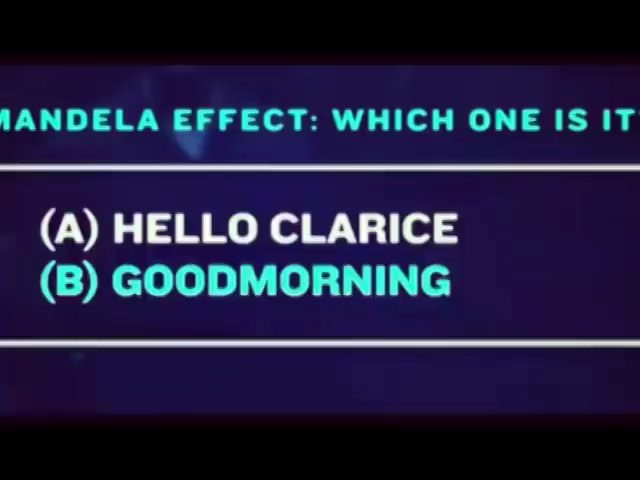 MANDELA EFFECT: WHICH ONE IS IT
(A) HELLO CLARICE
(B) GOODMORNING